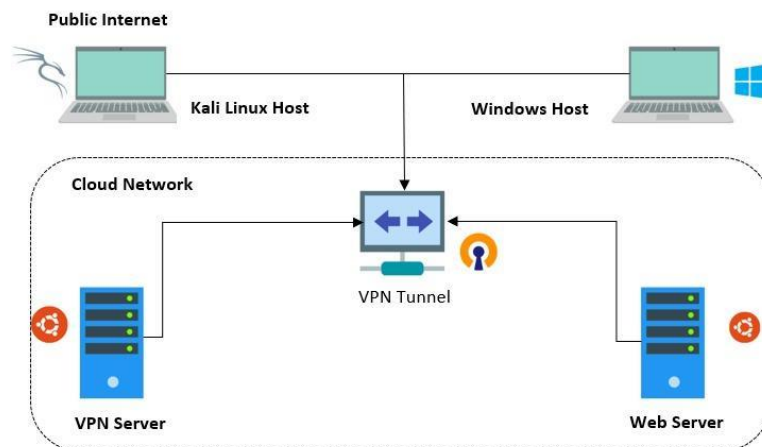 Public Internet
Kali Linux Host
Windows Host
Cloud Network
VPN Tunnel
VPN Server
Web Server